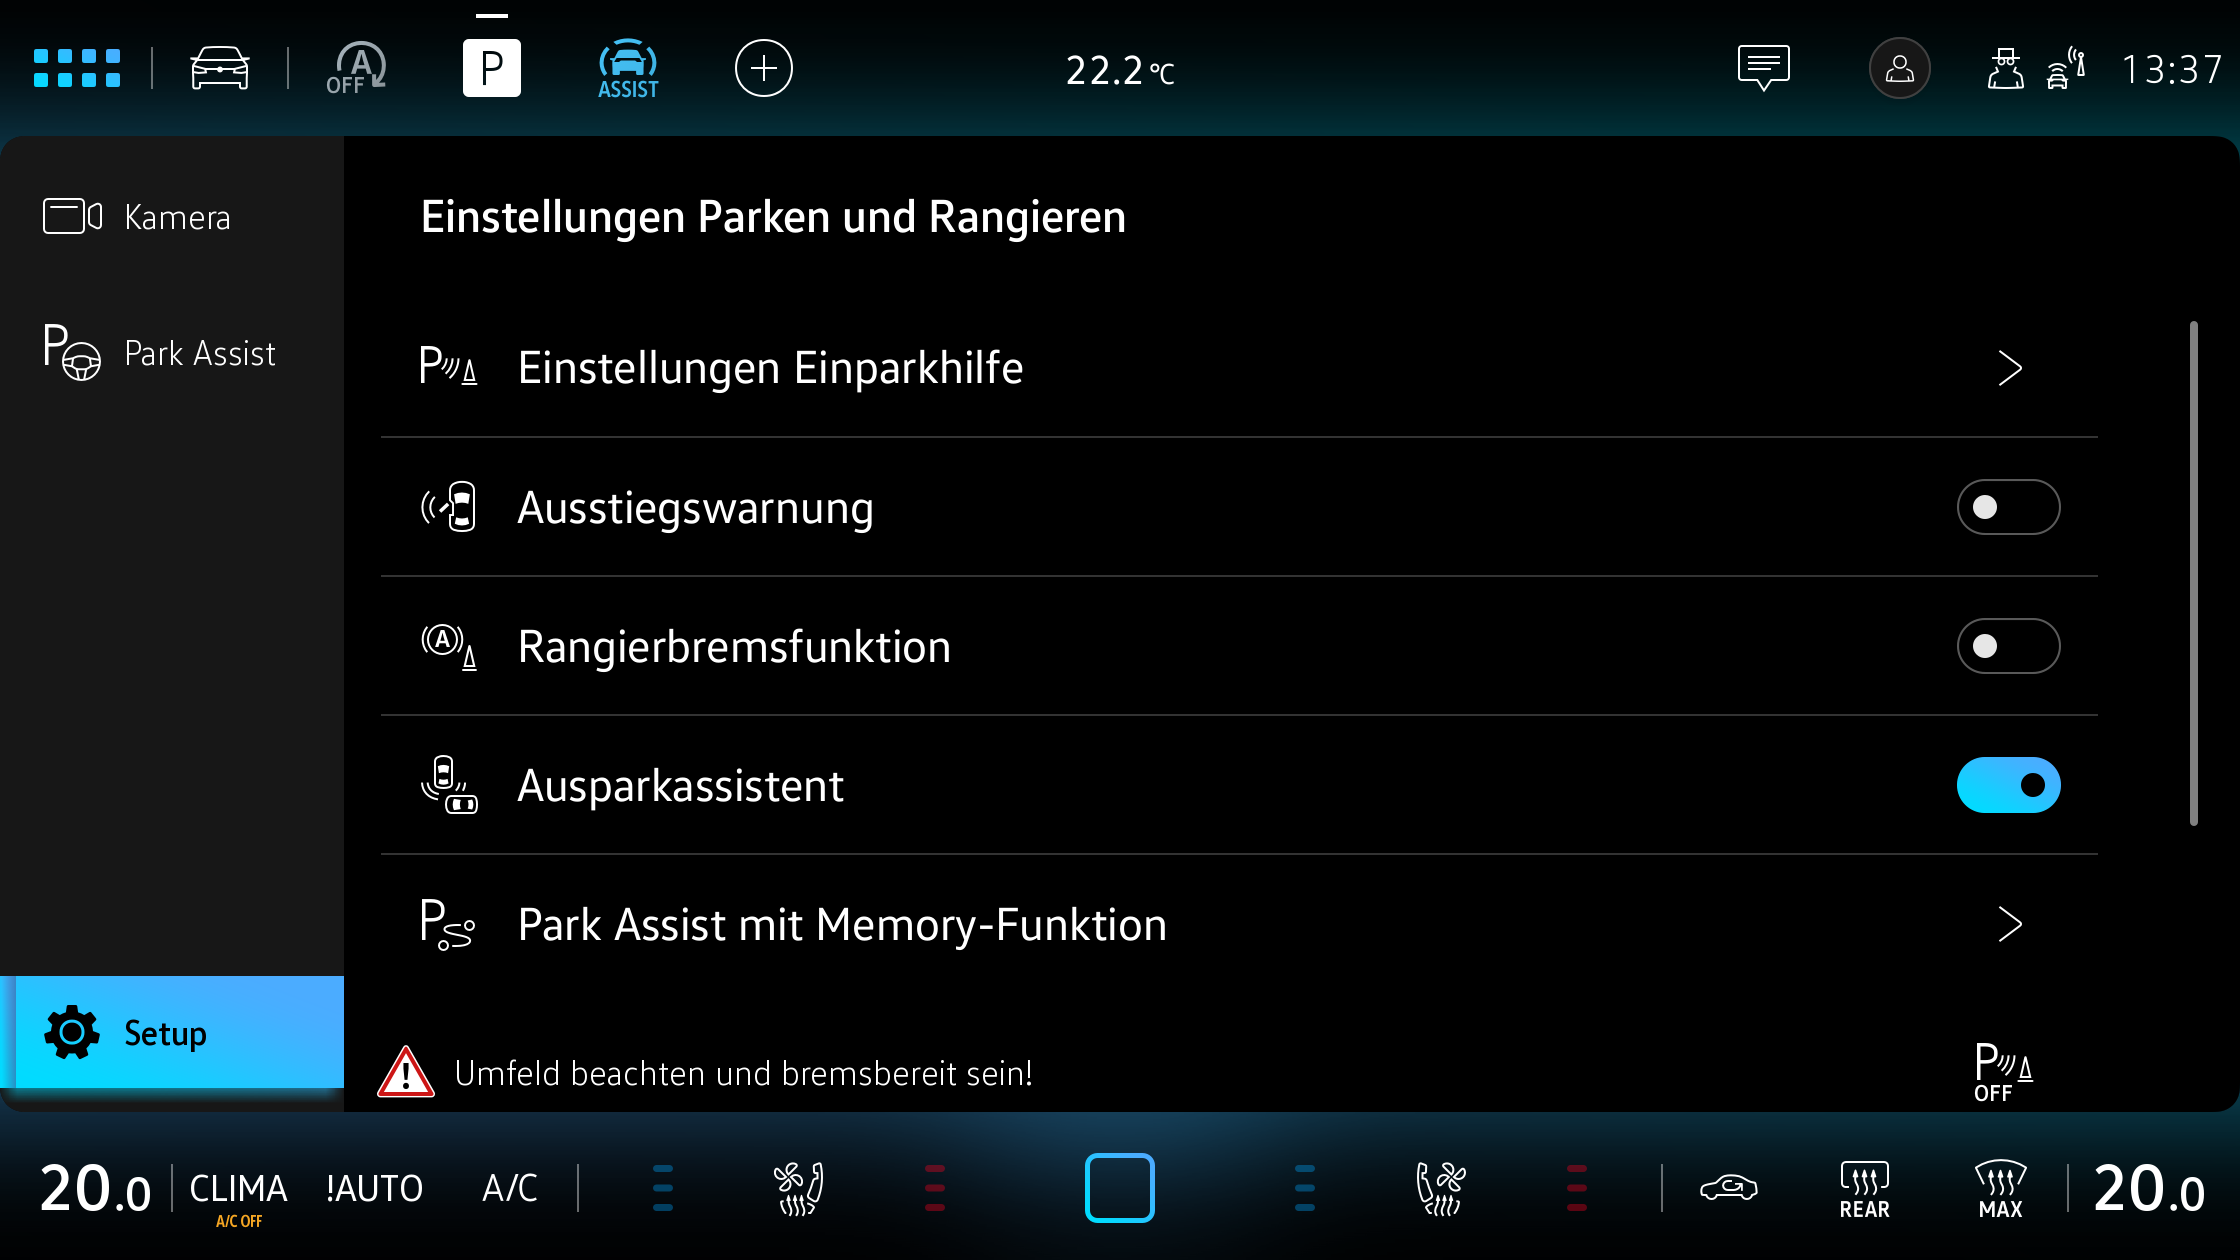 A
OFF
P
ASSIST
22.2 °C
13:37
Kamera
Einstellungen Parken und Rangieren
P Park Assist
P Einstellungen Einparkhilfe
Ausstiegswarnung
A Rangierbremsfunktion
Ausparkassistent
P Park Assist mit Memory-Funktion
Setup
! Umfeld beachten und bremsbereit sein!
P
OFF
20.0 CLIMA !AUTO A/C
A/C OFF
REAR
MAX
20.0